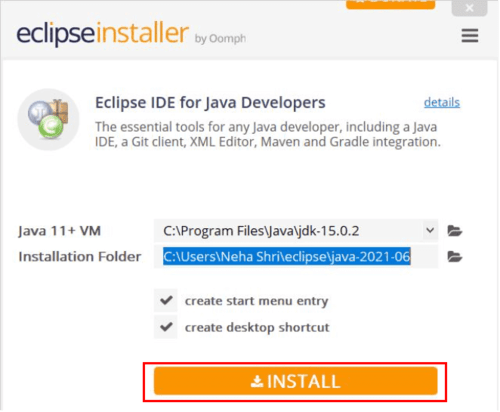 eclipseinstaller by Oomph
Eclipse IDE for Java Developers details
The essential tools for any Java developer, including a Java
IDE, a Git client, XML Editor, Maven and Gradle integration.
Java 11+ VM C:\Program Files\Java\jdk-15.0.2
Installation Folder C:\Users\Neha Shri\eclipse\java-2021-06
create start menu entry
create desktop shortcut
INSTALL